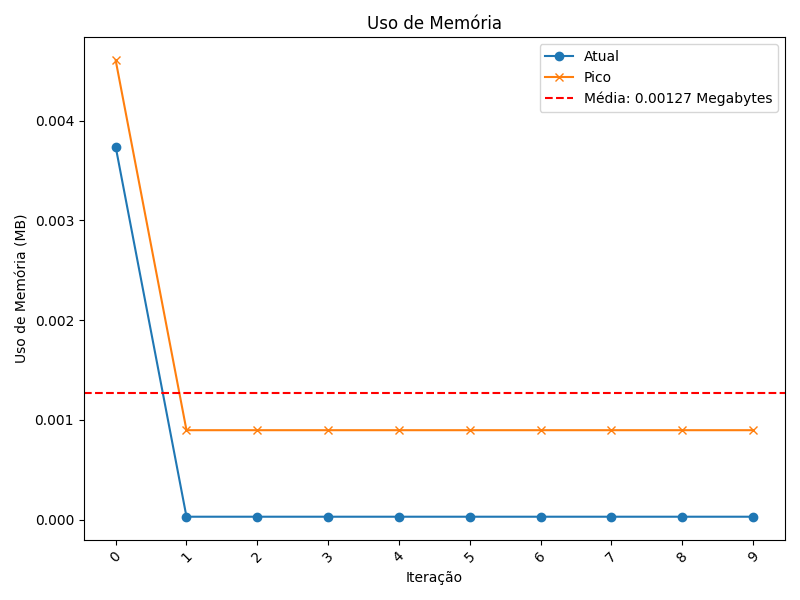 Uso de Memória
Atual
Pico
Média: 0.00127 Megabytes
Uso de Memória (MB)
0.004
0.003
0.002
0.001
0.000
0 1 2 3 4 5 6 7 8 9
Iteração